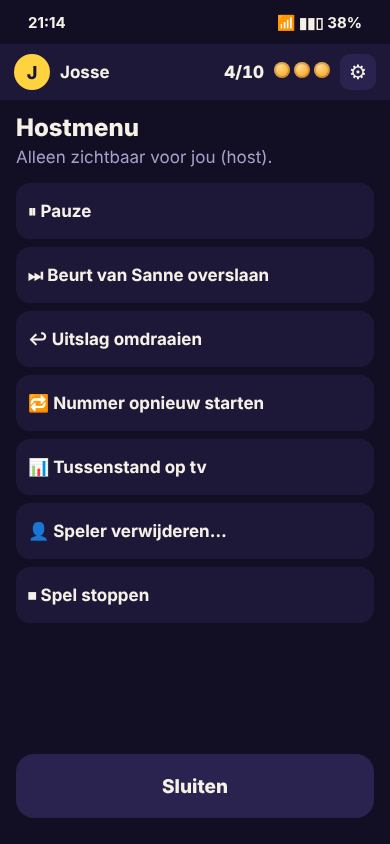 21:14 38%
J Josse 4/10
Hostmenu
Alleen zichtbaar voor jou (host).
Pauze
Beurt van Sanne overslaan
Uitslag omdraaien
Nummer opnieuw starten
Tussenstand op tv
Speler verwijderen...
Spel stoppen
Sluiten